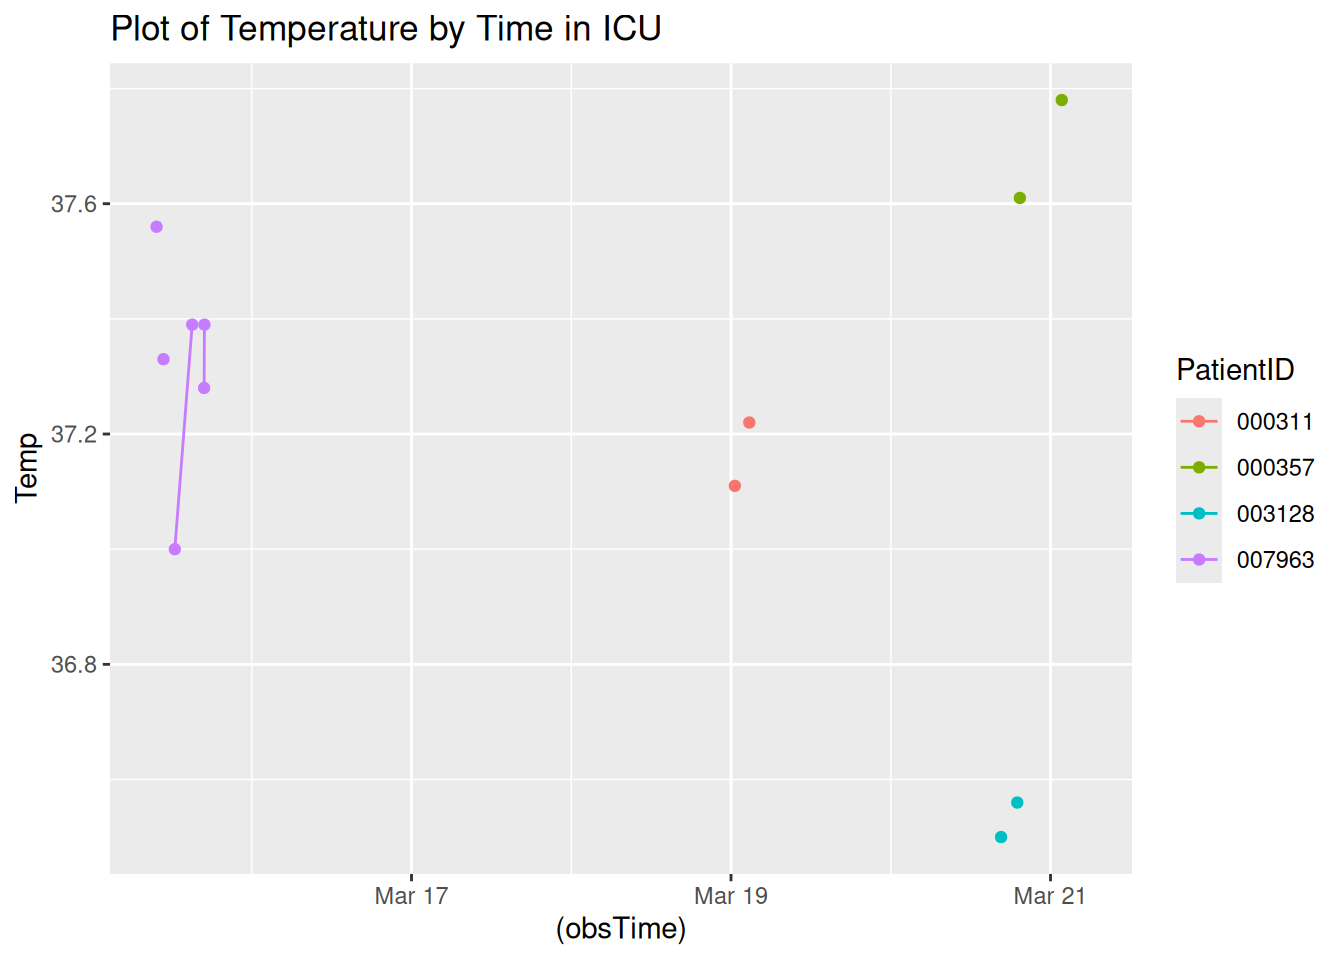 Plot of Temperature by Time in ICU
37.6
37.2
36.8
Temp
Mar 17
Mar 19
Mar 21
(obsTime)
PatientID
000311
000357
003128
007963